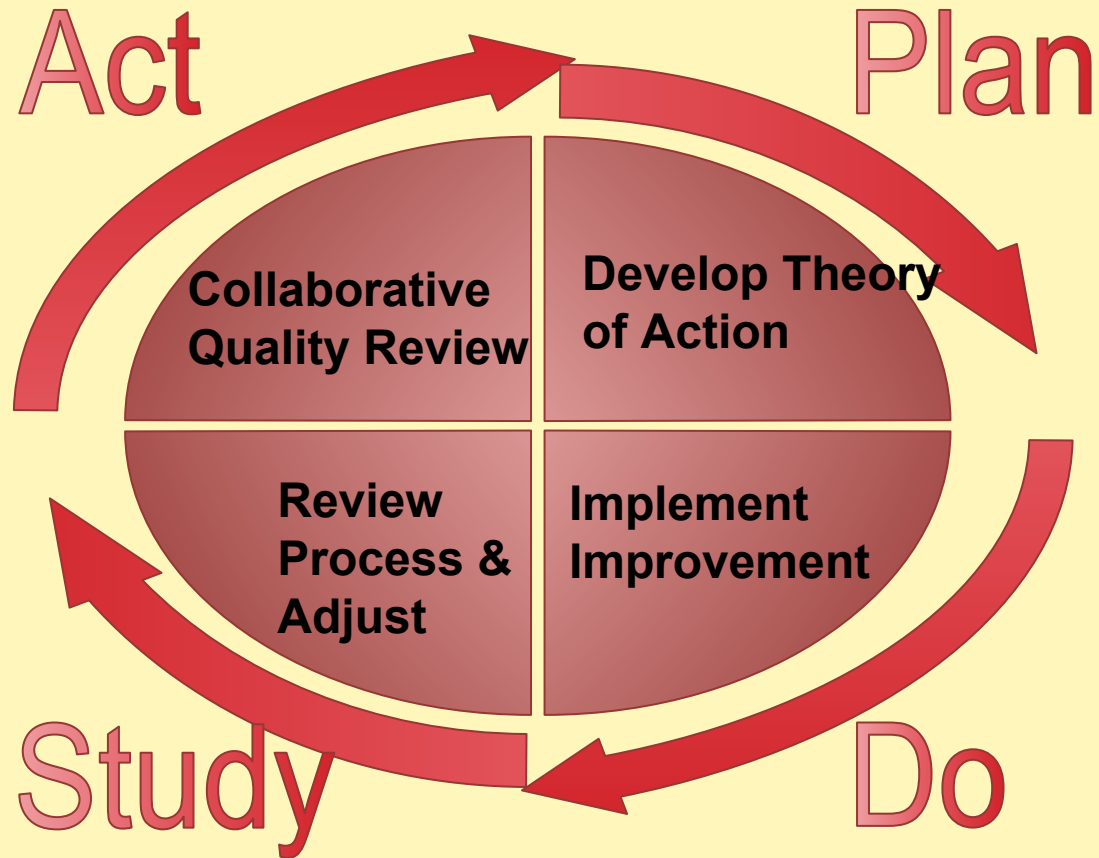 Act
Plan
Collaborative
Quality Review
Develop Theory
of Action
Review
Process &
Adjust
Implement
Improvement
Study
Do